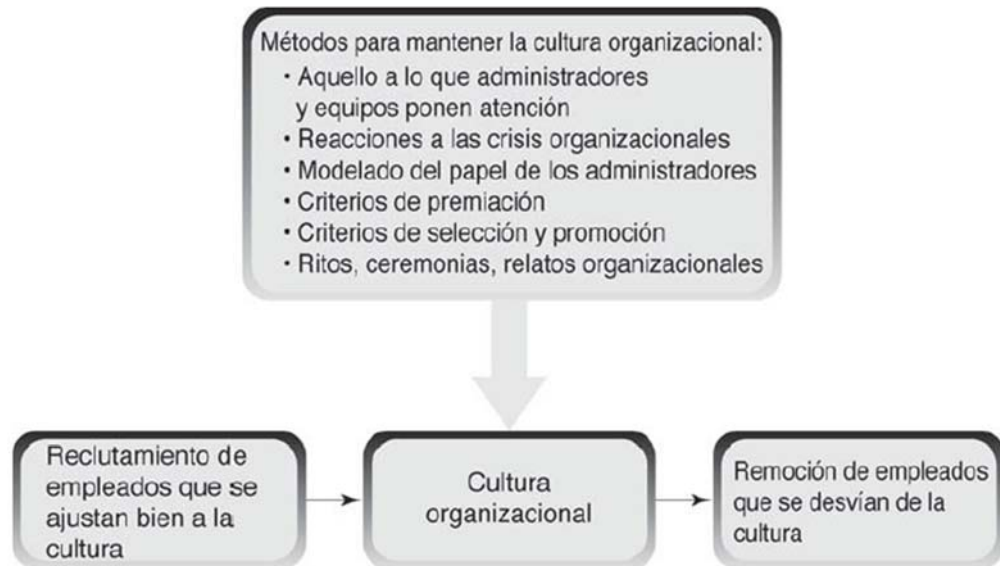 Métodos para mantener la cultura organizacional:
· Aquello a lo que administradores
y equipos ponen atención
· Reacciones a las crisis organizacionales
· Modelado del papel de los administradores
· Criterios de premiación
· Criterios de selección y promoción
· Ritos, ceremonias, relatos organizacionales
Reclutamiento de
empleados que se
ajustan bien a la
cultura
Cultura
organizacional
Remoción de empleados
que se desvían de la
cultura